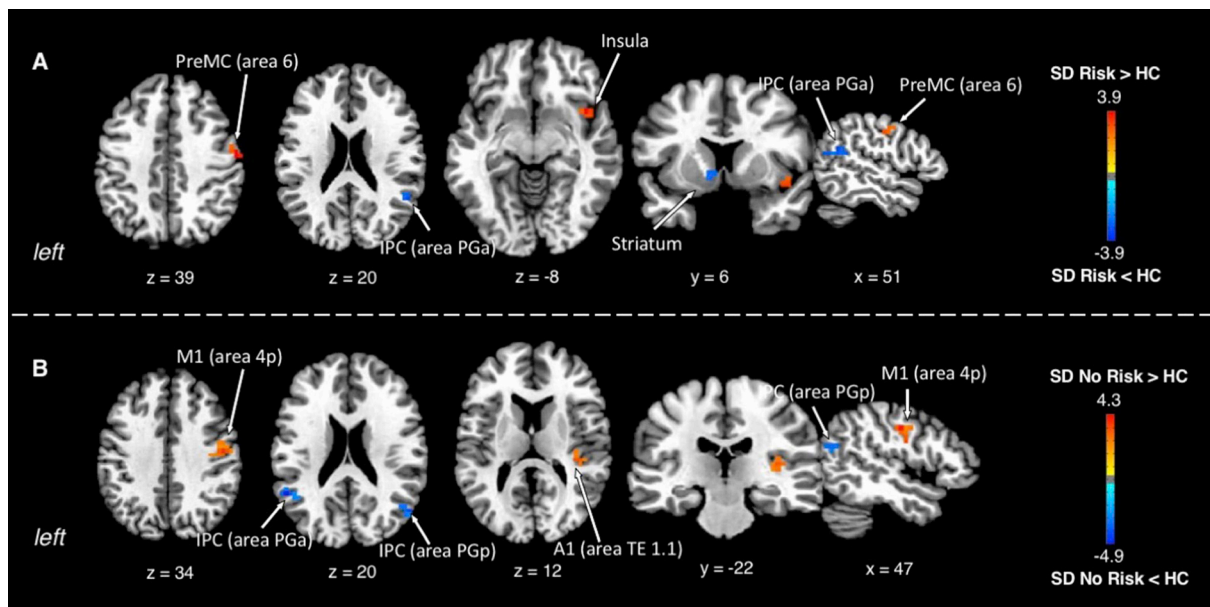 A
PreMC (area 6)
Insula
IPC (area PGa)
PreMC (area 6)
SD Risk > HC
3.9
IPC (area PGa)
Striatum
left
-3.9
SD Risk < HC
z = 39
z = 20
z = -8
y = 6
x = 51
B
M1 (area 4p)
PC (area PGp)
M1 (area 4p)
SD No Risk > HC
4.3
left
IPC (area PGa)
IPC (area PGp)
A1 (area TE 1.1)
-4.9
SD No Risk < HC
z = 34
z = 20
z = 12
y = -22
x = 47